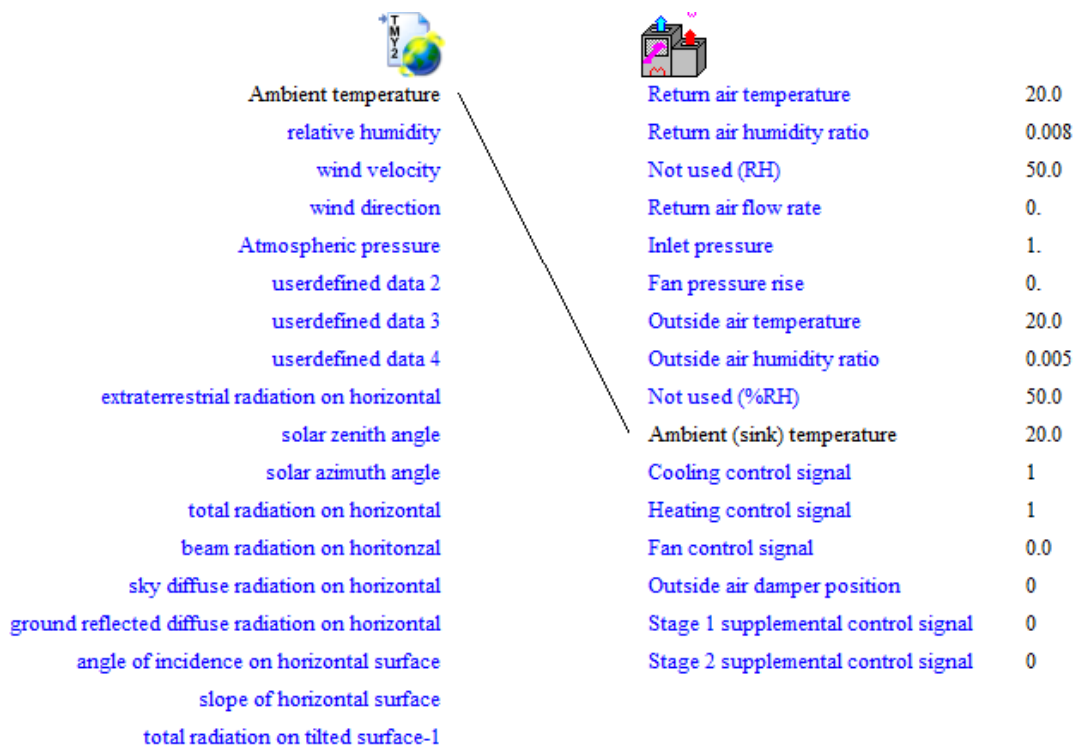 TMY2
Ambient temperature
relative humidity
wind velocity
wind direction
Atmospheric pressure
userdefined data 2
userdefined data 3
userdefined data 4
extraterrestrial radiation on horizontal
solar zenith angle
solar azimuth angle
total radiation on horizontal
beam radiation on horitonzal
sky diffuse radiation on horizontal
ground reflected diffuse radiation on horizontal
angle of incidence on horizontal surface
slope of horizontal surface
total radiation on tilted surface-1
Return air temperature 20.0
Return air humidity ratio 0.008
Not used (RH) 50.0
Return air flow rate 0.
Inlet pressure 1.
Fan pressure rise 0.
Outside air temperature 20.0
Outside air humidity ratio 0.005
Not used (%RH) 50.0
Ambient (sink) temperature 20.0
Cooling control signal 1
Heating control signal 1
Fan control signal 0.0
Outside air damper position 0
Stage 1 supplemental control signal 0
Stage 2 supplemental control signal 0